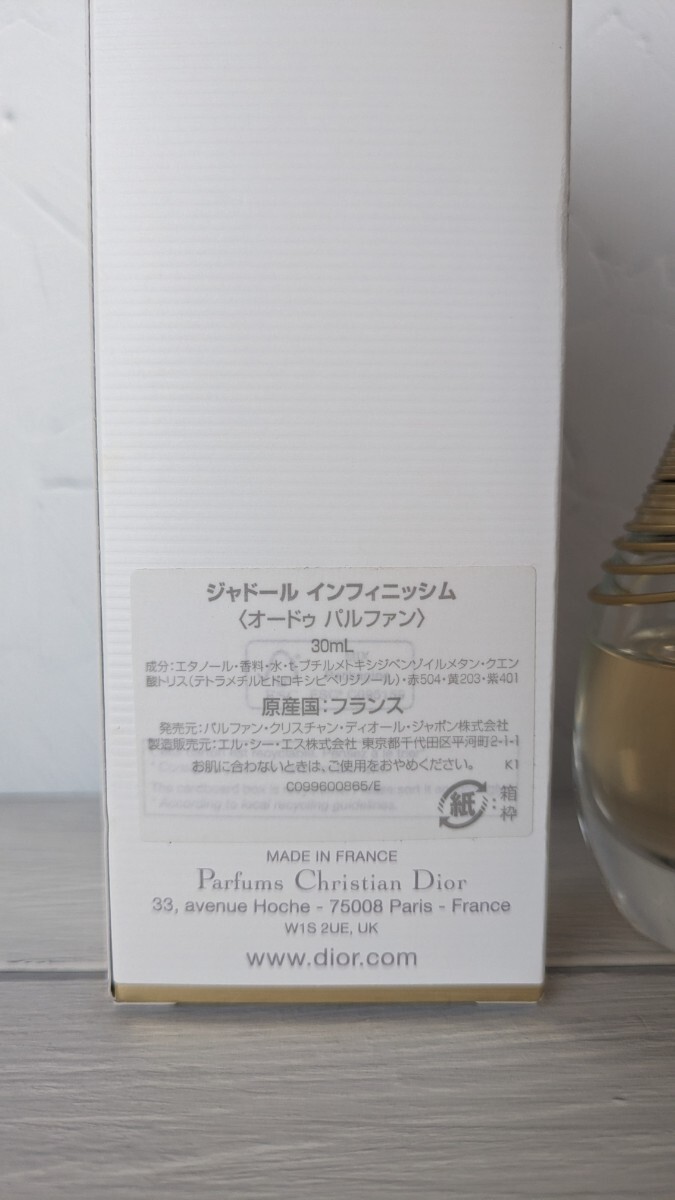 ジャドール インフィニッシム
〈オードゥ パルファン〉
30mL
成分：エタノール・香料・水・t-ブチルメトキシジベンゾイルメタン・クエン
酸トリス（テトラメチルヒドロキシピペリジノール）・赤504・黄203・紫401
原産国：フランス
発売元：パルファン・クリスチャン・ディオール・ジャポン株式会社
製造販売元：エル・シー・エス株式会社 東京都千代田区平河町2-1-1
お肌に合わないときは、ご使用をおやめください。 K1
C099600865/E
紙：箱
枠
* According to local recycling guidelines.
MADE IN FRANCE
Parfums Christian Dior
33, avenue Hoche - 75008 Paris - France
W1S 2UE, UK
www.dior.com